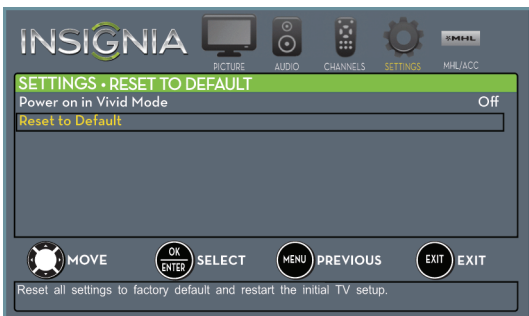 INSIGNIA
PICTURE AUDIO CHANNELS SETTINGS MHL/ACC
MHL
SETTINGS • RESET TO DEFAULT
Power on in Vivid Mode Off
Reset to Default
MOVE OK ENTER SELECT MENU PREVIOUS EXIT EXIT
Reset all settings to factory default and restart the initial TV setup.